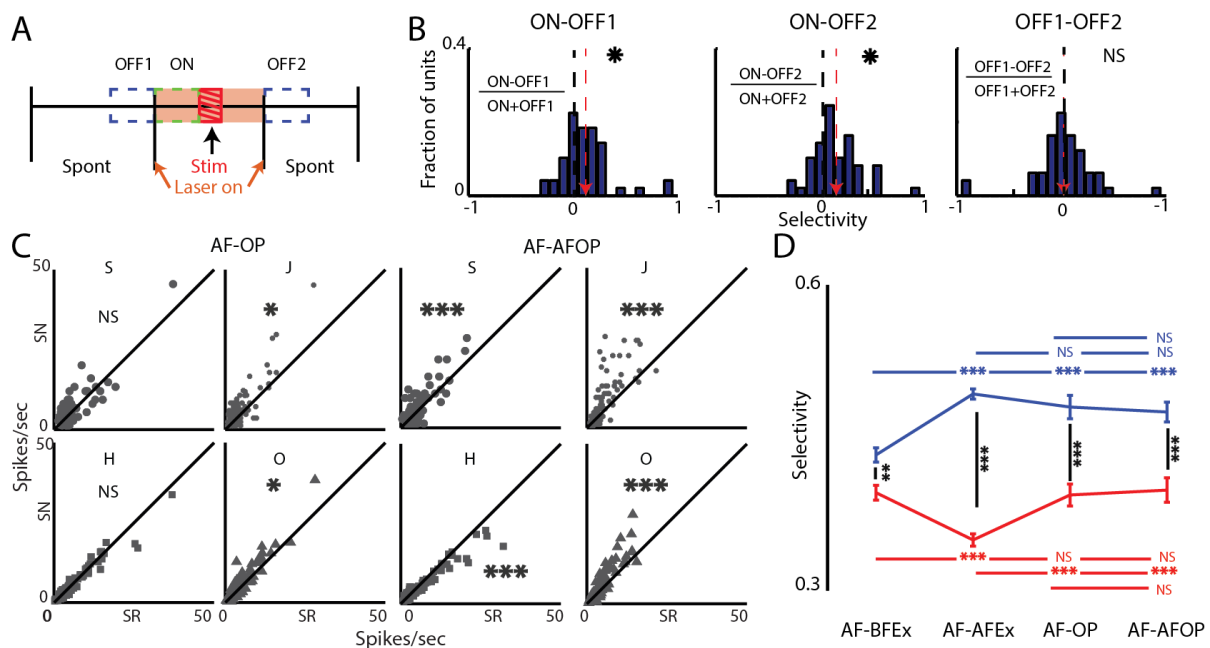 A
OFF1 ON OFF2
Spont Stim Spont
Laser on
B
ON-OFF1 ON-OFF2 OFF1-OFF2
Fraction of units
0.4
0
ON-OFF1
ON+OFF1
*
-1 0 1
ON-OFF2
ON+OFF2
*
-1 0 1
Selectivity
OFF1-OFF2
OFF1+OFF2
NS
-1 0 -1
C
AF-OP AF-AFOP
50
S J S J
NS * *** ***
SN
0
Spikes/sec
50
H O H O
NS * *** ***
SN
0
0 SR 50 0 SR 50
Spikes/sec
D
0.6
Selectivity
0.3
NS
NS NS
*** *** ***
** *** *** ***
*** NS NS
*** ***
NS
AF-BFEx AF-AFEx AF-OP AF-AFOP